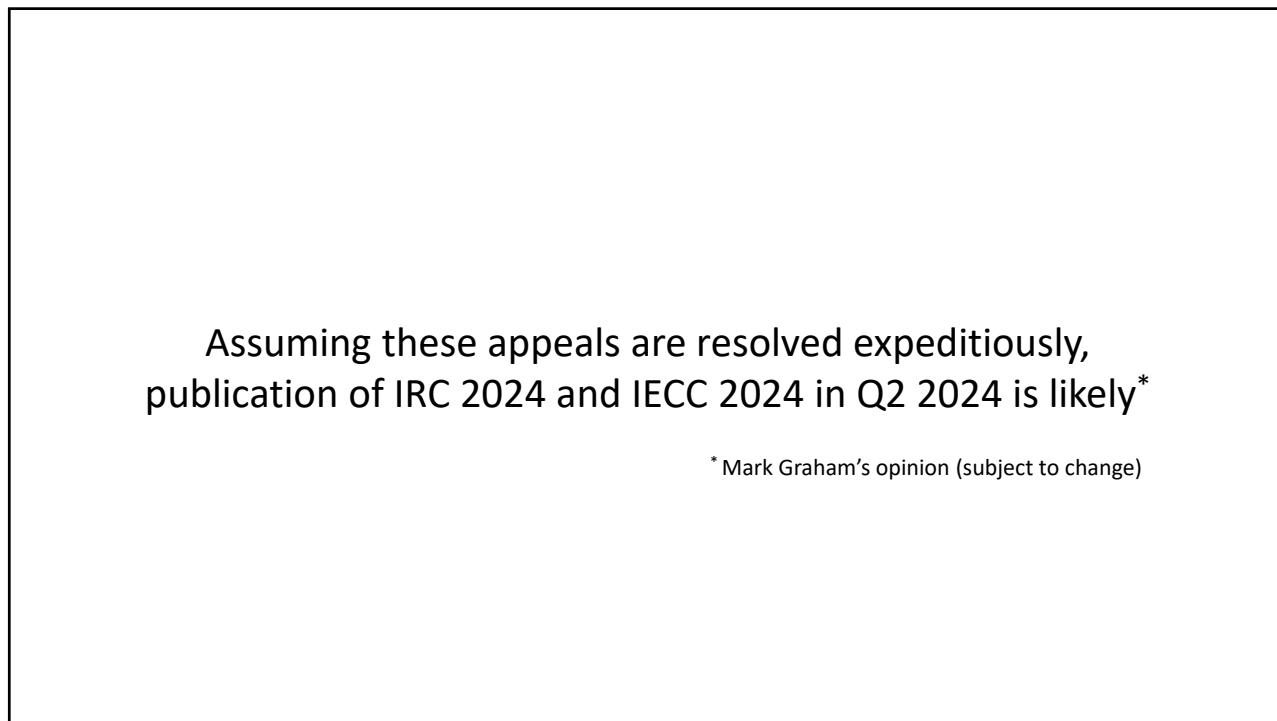 Assuming these appeals are resolved expeditiously,
publication of IRC 2024 and IECC 2024 in Q2 2024 is likely*
* Mark Graham’s opinion (subject to change)